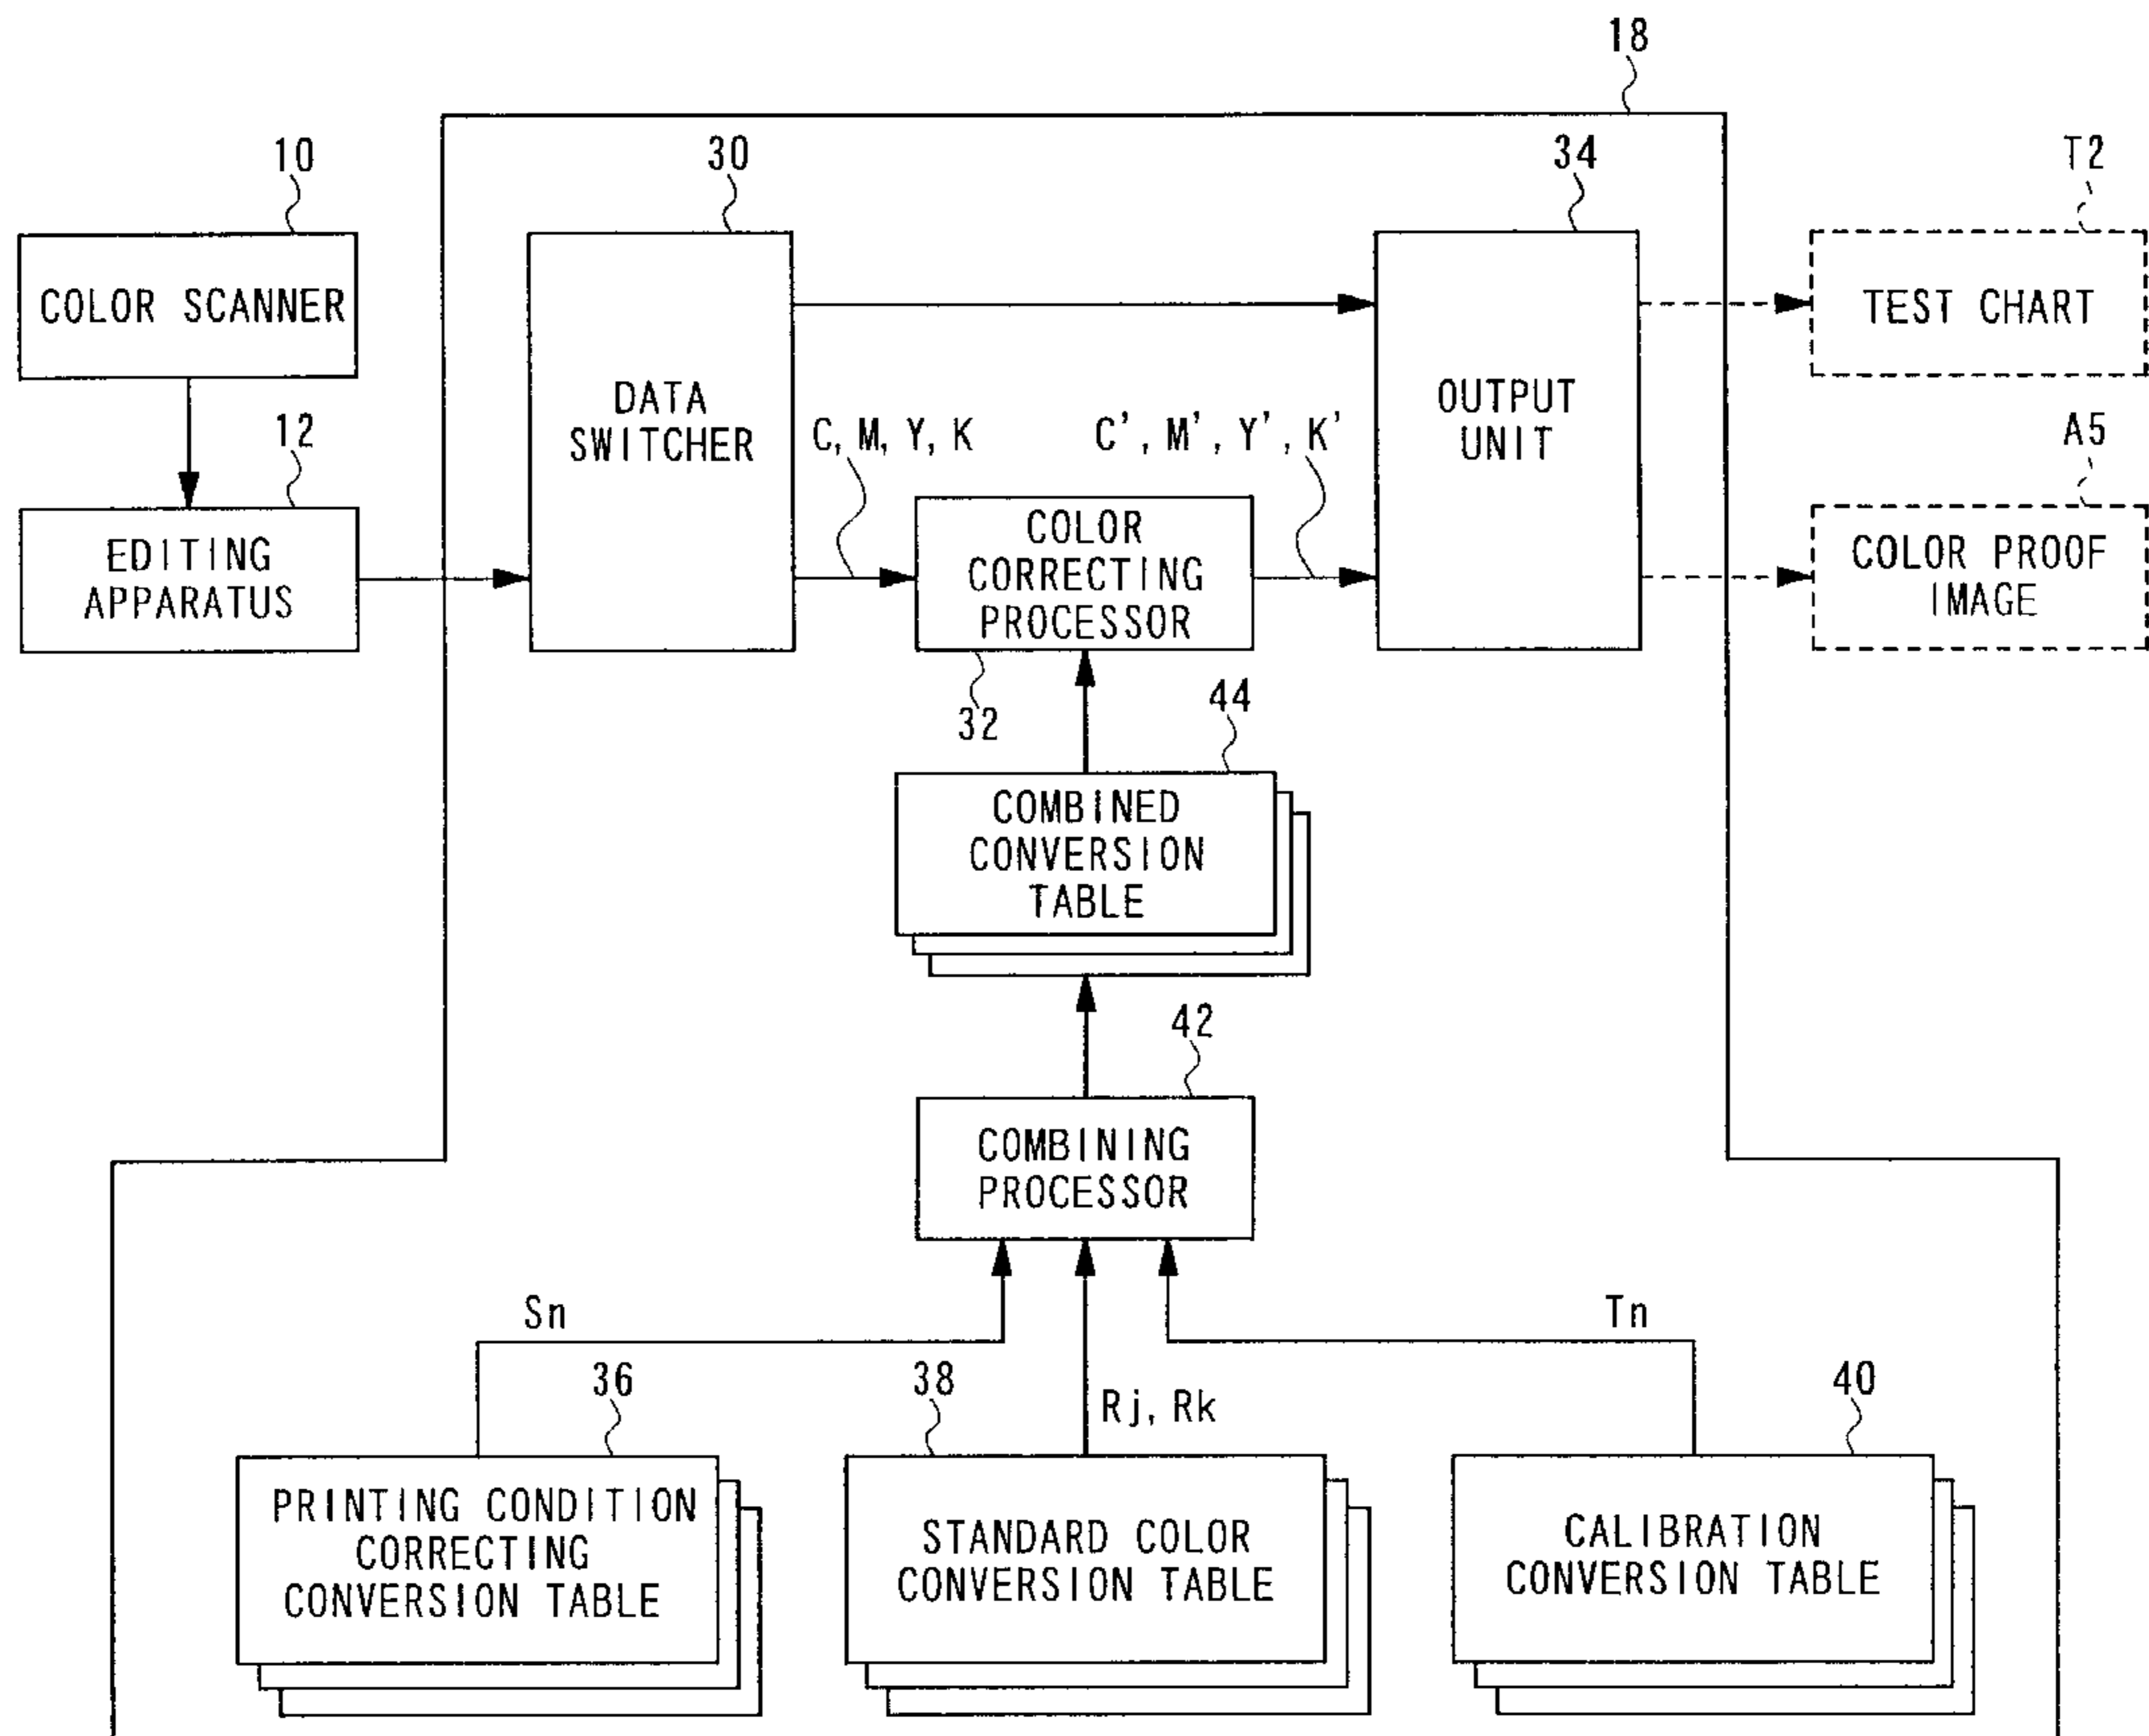 18
10
30
34
T2
COLOR SCANNER
DATA
SWITCHER
OUTPUT
UNIT
TEST CHART
12
C, M, Y, K
C', M', Y', K'
A5
EDITING
APPARATUS
COLOR
CORRECTING
PROCESSOR
COLOR PROOF
IMAGE
32
44
COMBINED
CONVERSION
TABLE
42
COMBINING
PROCESSOR
Sn
Tn
36
38
Rj, Rk
40
PRINTING CONDITION
CORRECTING
CONVERSION TABLE
STANDARD COLOR
CONVERSION TABLE
CALIBRATION
CONVERSION TABLE